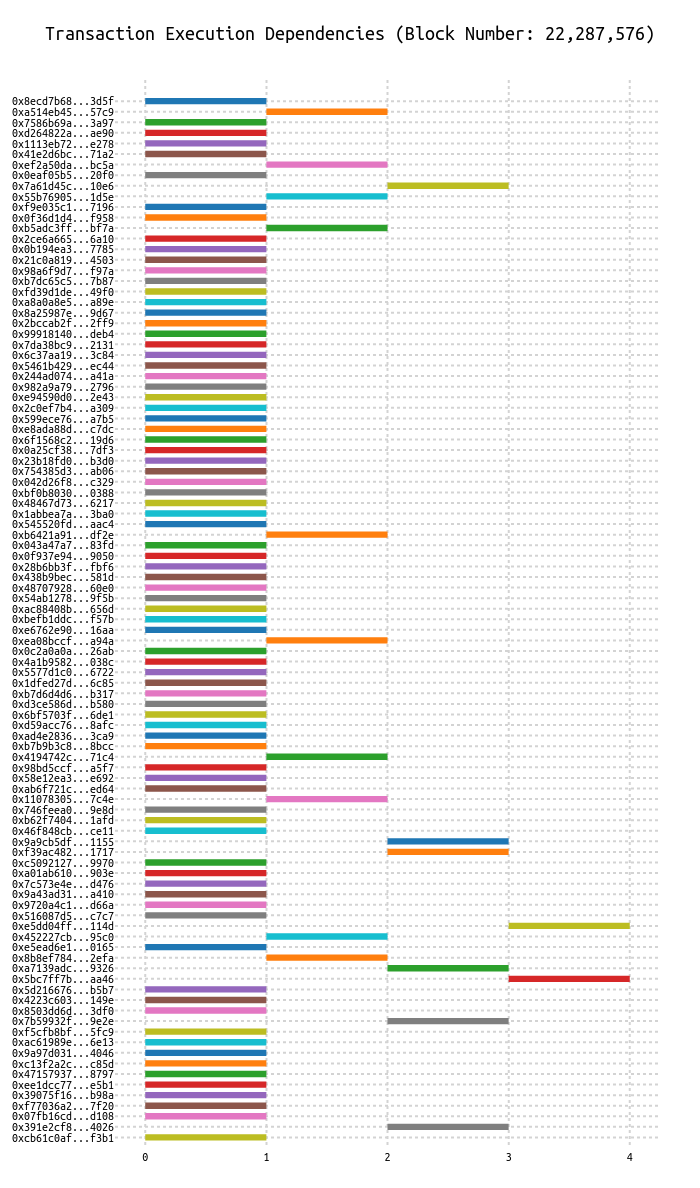 Transaction Execution Dependencies (Block Number: 22,287,576)
0x8ecd7b68...3d5f
0xa514eb45...57c9
0x7586b69a...3a97
0xd264822a...ae90
0x1113eb72...e278
0x41e2d6bc...71a2
0xef2a50da...bc5a
0x0eaf05b5...20f0
0x7a61d45c...10e6
0x55b76905...1d5e
0xf9e035c1...7196
0x0f36d1d4...f958
0xb5adc3ff...bf7a
0x2ce6a665...6a10
0x0b194ea3...7785
0x21c0a819...4503
0x98a6f9d7...f97a
0xb7dc65c5...7b87
0xfd39d1de...49f0
0xa8a0a8e5...a89e
0x8a25987e...9d67
0x2bccab2f...2ff9
0x99918140...deb4
0x7da38bc9...2131
0x6c37aa19...3c84
0x5461b429...ec44
0x244ad074...a41a
0x982a9a79...2796
0xe94590d0...2e43
0x2c0ef7b4...a309
0x599ece76...a7b5
0xe8ada88d...c7dc
0x6f1568c2...19d6
0x0a25cf38...7df3
0x23b18fd0...b3d0
0x754385d3...ab06
0x042d26f8...c329
0xbf0b8030...0388
0x48467d73...6217
0x1abbea7a...3ba0
0x545520fd...aac4
0xb6421a91...df2e
0x043a47a7...83fd
0x0f937e94...9050
0x28b6bb3f...fbf6
0x438b9bec...581d
0x48707928...60e0
0x54ab1278...9f5b
0xac88408b...656d
0xbefb1ddc...f57b
0xe6762e90...16aa
0xea08bccf...a94a
0x0c2a0a0a...26ab
0x4a1b9582...038c
0x5577d1c0...6722
0x1dfed27d...6c85
0xb7d6d4d6...b317
0xd3ce586d...b580
0x6bf5703f...6de1
0xd59acc76...8afc
0xad4e2836...3ca9
0xb7b9b3c8...8bcc
0x4194742c...71c4
0x98bd5ccf...a5f7
0x58e12ea3...e692
0xab6f721c...ed64
0x11078305...7c4e
0x746feea0...9e8d
0xb62f7404...1afd
0x46f848cb...ce11
0x9a9cb5df...1155
0xf39ac482...1717
0xc5092127...9970
0xa01ab610...903e
0x7c573e4e...d476
0x9a43ad31...a410
0x9720a4c1...d66a
0x516087d5...c7c7
0xe5dd04ff...114d
0x452227cb...95c0
0xe5ead6e1...0165
0x8b8ef784...2efa
0xa7139adc...9326
0x5bc7ff7b...aa46
0x5d216676...b5b7
0x4223c603...149e
0x8503dd6d...3df0
0x7b59932f...9e2e
0xf5cfb8bf...5fc9
0xac61989e...6e13
0x9a97d031...4046
0xc13f2a2c...c85d
0x47157937...8797
0xee1dcc77...e5b1
0x39075f16...b98a
0xf77036a2...7f20
0x07fb16cd...d108
0x391e2cf8...4026
0xcb61c0af...f3b1
0 1 2 3 4